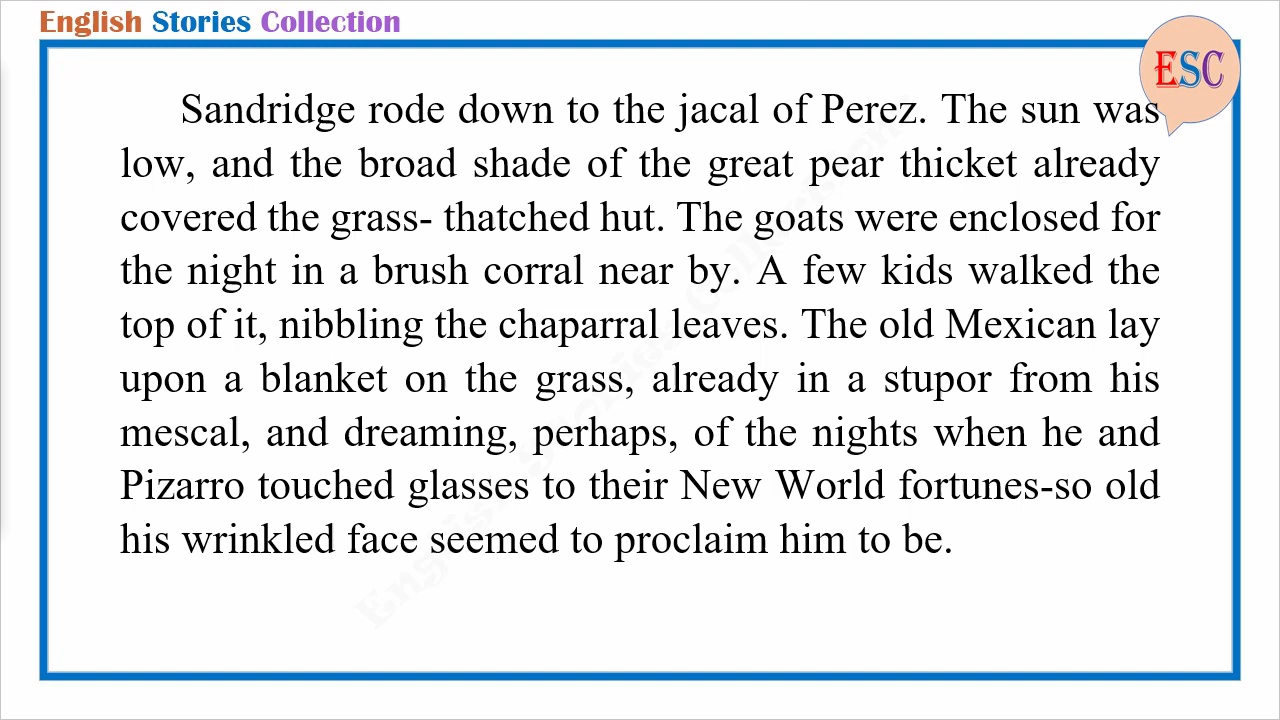 English Stories Collection
ESC
Sandridge rode down to the jacal of Perez. The sun was
low, and the broad shade of the great pear thicket already
covered the grass- thatched hut. The goats were enclosed for
the night in a brush corral near by. A few kids walked the
top of it, nibbling the chaparral leaves. The old Mexican lay
upon a blanket on the grass, already in a stupor from his
mescal, and dreaming, perhaps, of the nights when he and
Pizarro touched glasses to their New World fortunes-so old
his wrinkled face seemed to proclaim him to be.
English Stories Collection